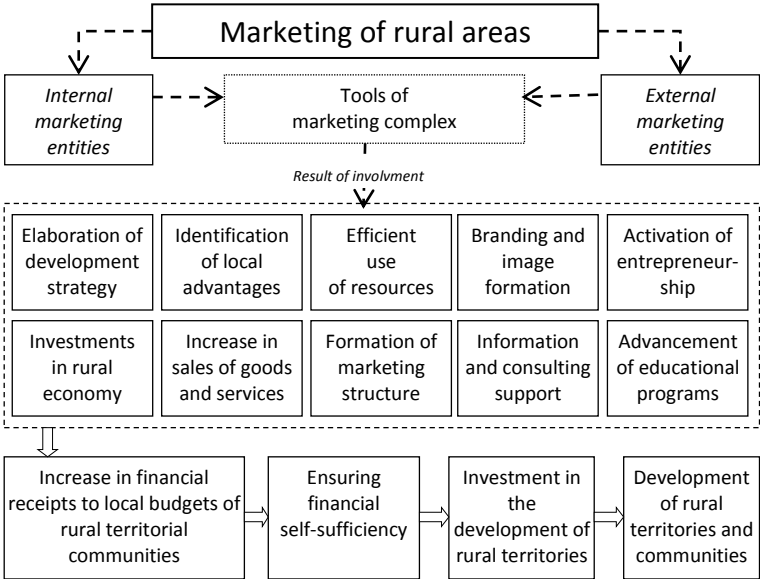 Marketing of rural areas
Internal
marketing
entities
Tools of
marketing complex
External
marketing
entities
Result of involvment
Elaboration of
development
strategy
Identification
of local
advantages
Efficient
use
of resources
Branding and
image
formation
Activation of
entrepreneur-
ship
Investments
in rural
economy
Increase in
sales of goods
and services
Formation of
marketing
structure
Information
and consulting
support
Advancement
of educational
programs
Increase in financial
receipts to local budgets of
rural territorial
communities
Ensuring
financial
self-sufficiency
Investment in
the
development of
rural territories
Development
of rural
territories and
communities